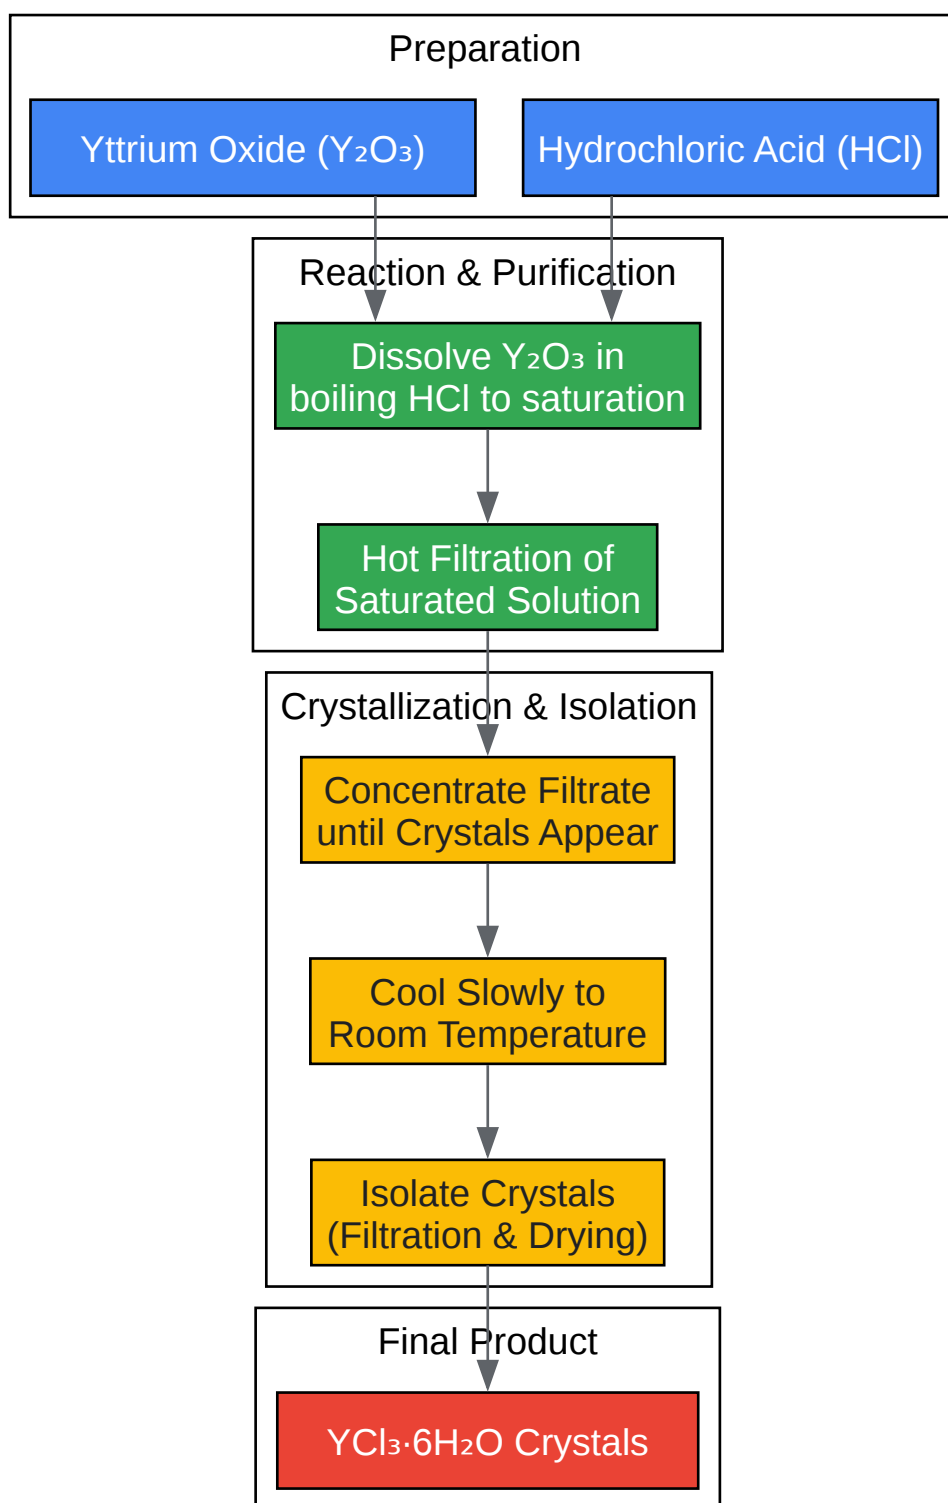 Preparation
Yttrium Oxide (Y₂O₃)
Hydrochloric Acid (HCl)
Reaction & Purification
Dissolve Y₂O₃ in
boiling HCl to saturation
Hot Filtration of
Saturated Solution
Crystallization & Isolation
Concentrate Filtrate
until Crystals Appear
Cool Slowly to
Room Temperature
Isolate Crystals
(Filtration & Drying)
Final Product
YCl₃·6H₂O Crystals